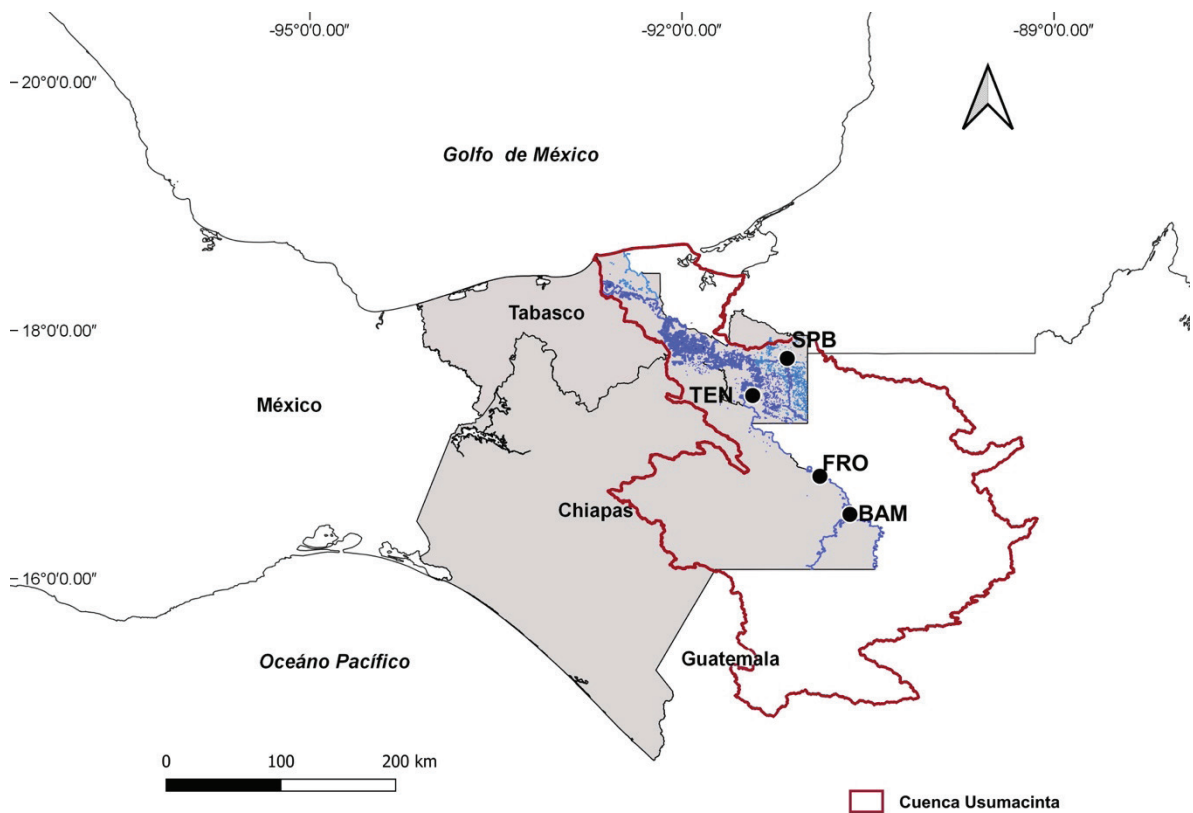 -95°0'0.00″
-92°0'0.00″
-89°0'0.00″
20°0'0.00″
Golfo de México
Tabasco
18°0'0.00″
SPB
TEN
México
FRO
Chiapas
BAM
16°0'0.00″
Guatemala
Oceáno Pacífico
0 100 200 km
Cuenca Usumacinta